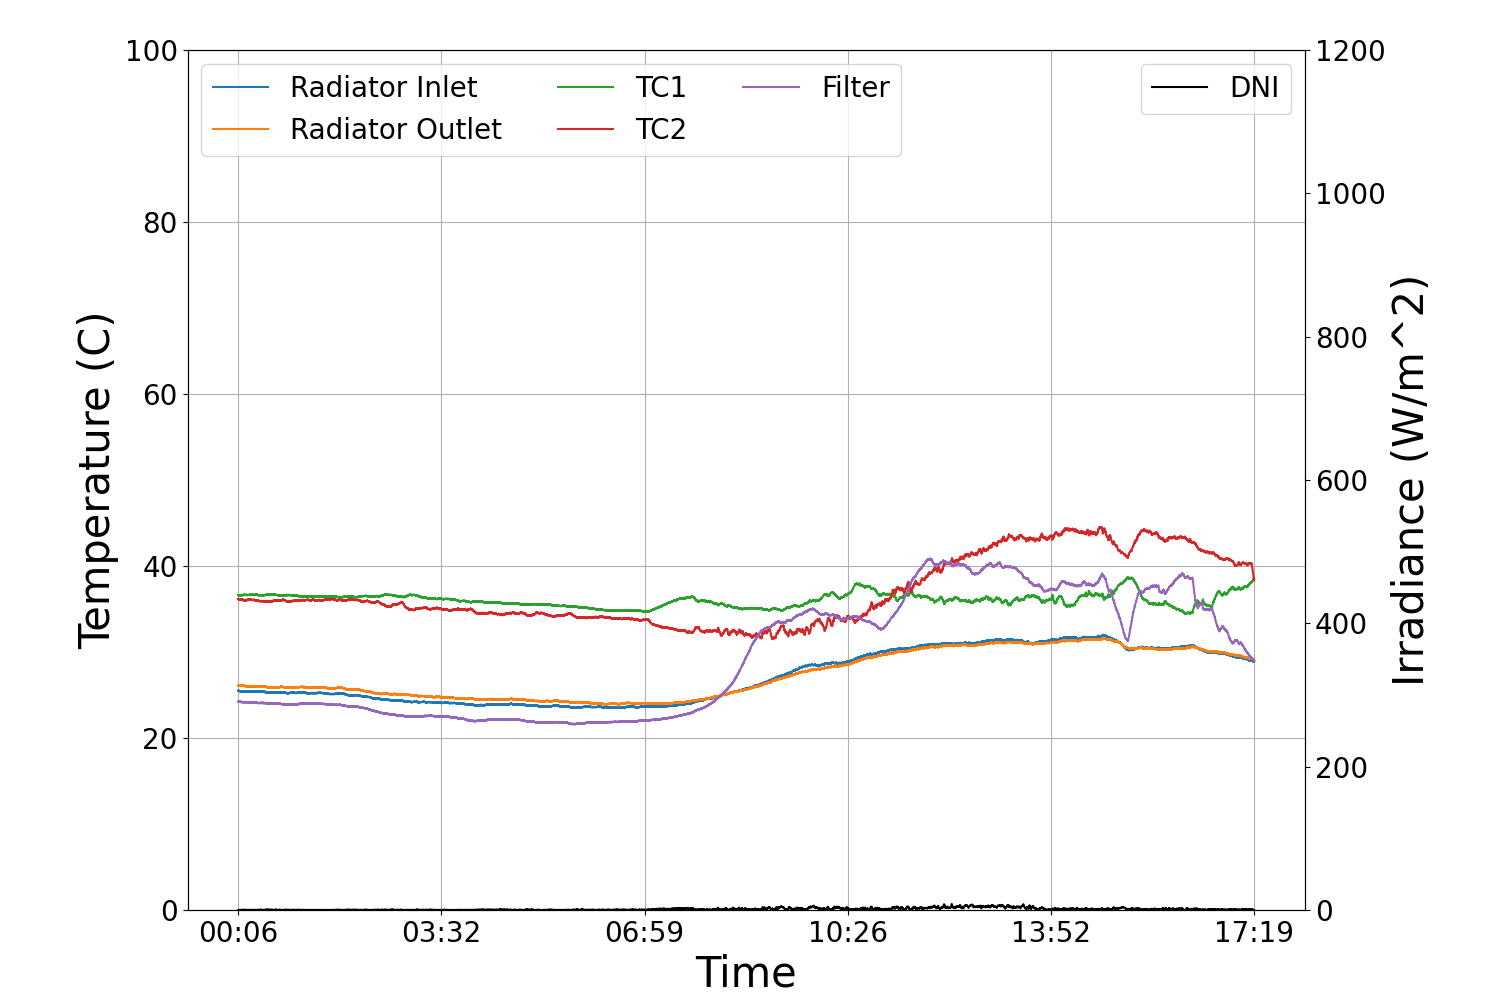 100
80
60
40
20
0
Temperature (C)
Radiator Inlet
Radiator Outlet
TC1
TC2
Filter
DNI
1200
1000
800
600
400
200
0
Irradiance (W/m^2)
00:06 03:32 06:59 10:26 13:52 17:19
Time